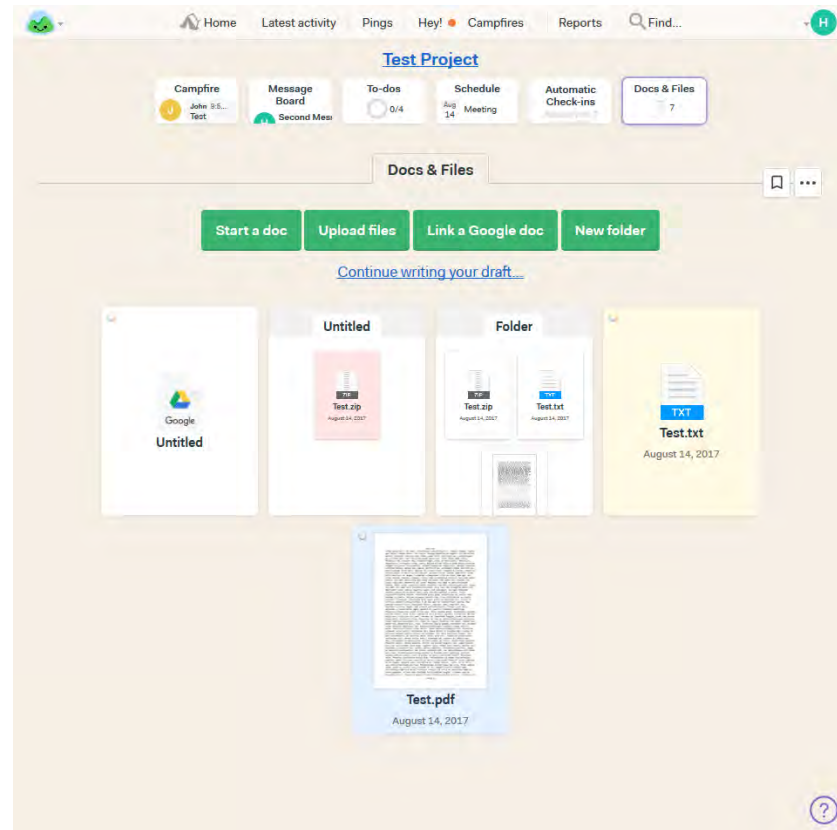 Home Latest activity Pings Hey! Campfires Reports Find... H
Test Project
Campfire
J John 9:5...
Test
Message
Board
Second Mess
To-dos
0/4
Schedule
Aug
14 Meeting
Automatic
Check-ins
Docs & Files
7
Docs & Files
Start a doc Upload files Link a Google doc New folder
Continue writing your draft...
Google
Untitled
Untitled
ZIP
Test.zip
August 14, 2017
Folder
ZIP
Test.zip
August 14, 2017
TXT
Test.txt
August 14, 2017
TXT
Test.txt
August 14, 2017
Test.pdf
August 14, 2017
?